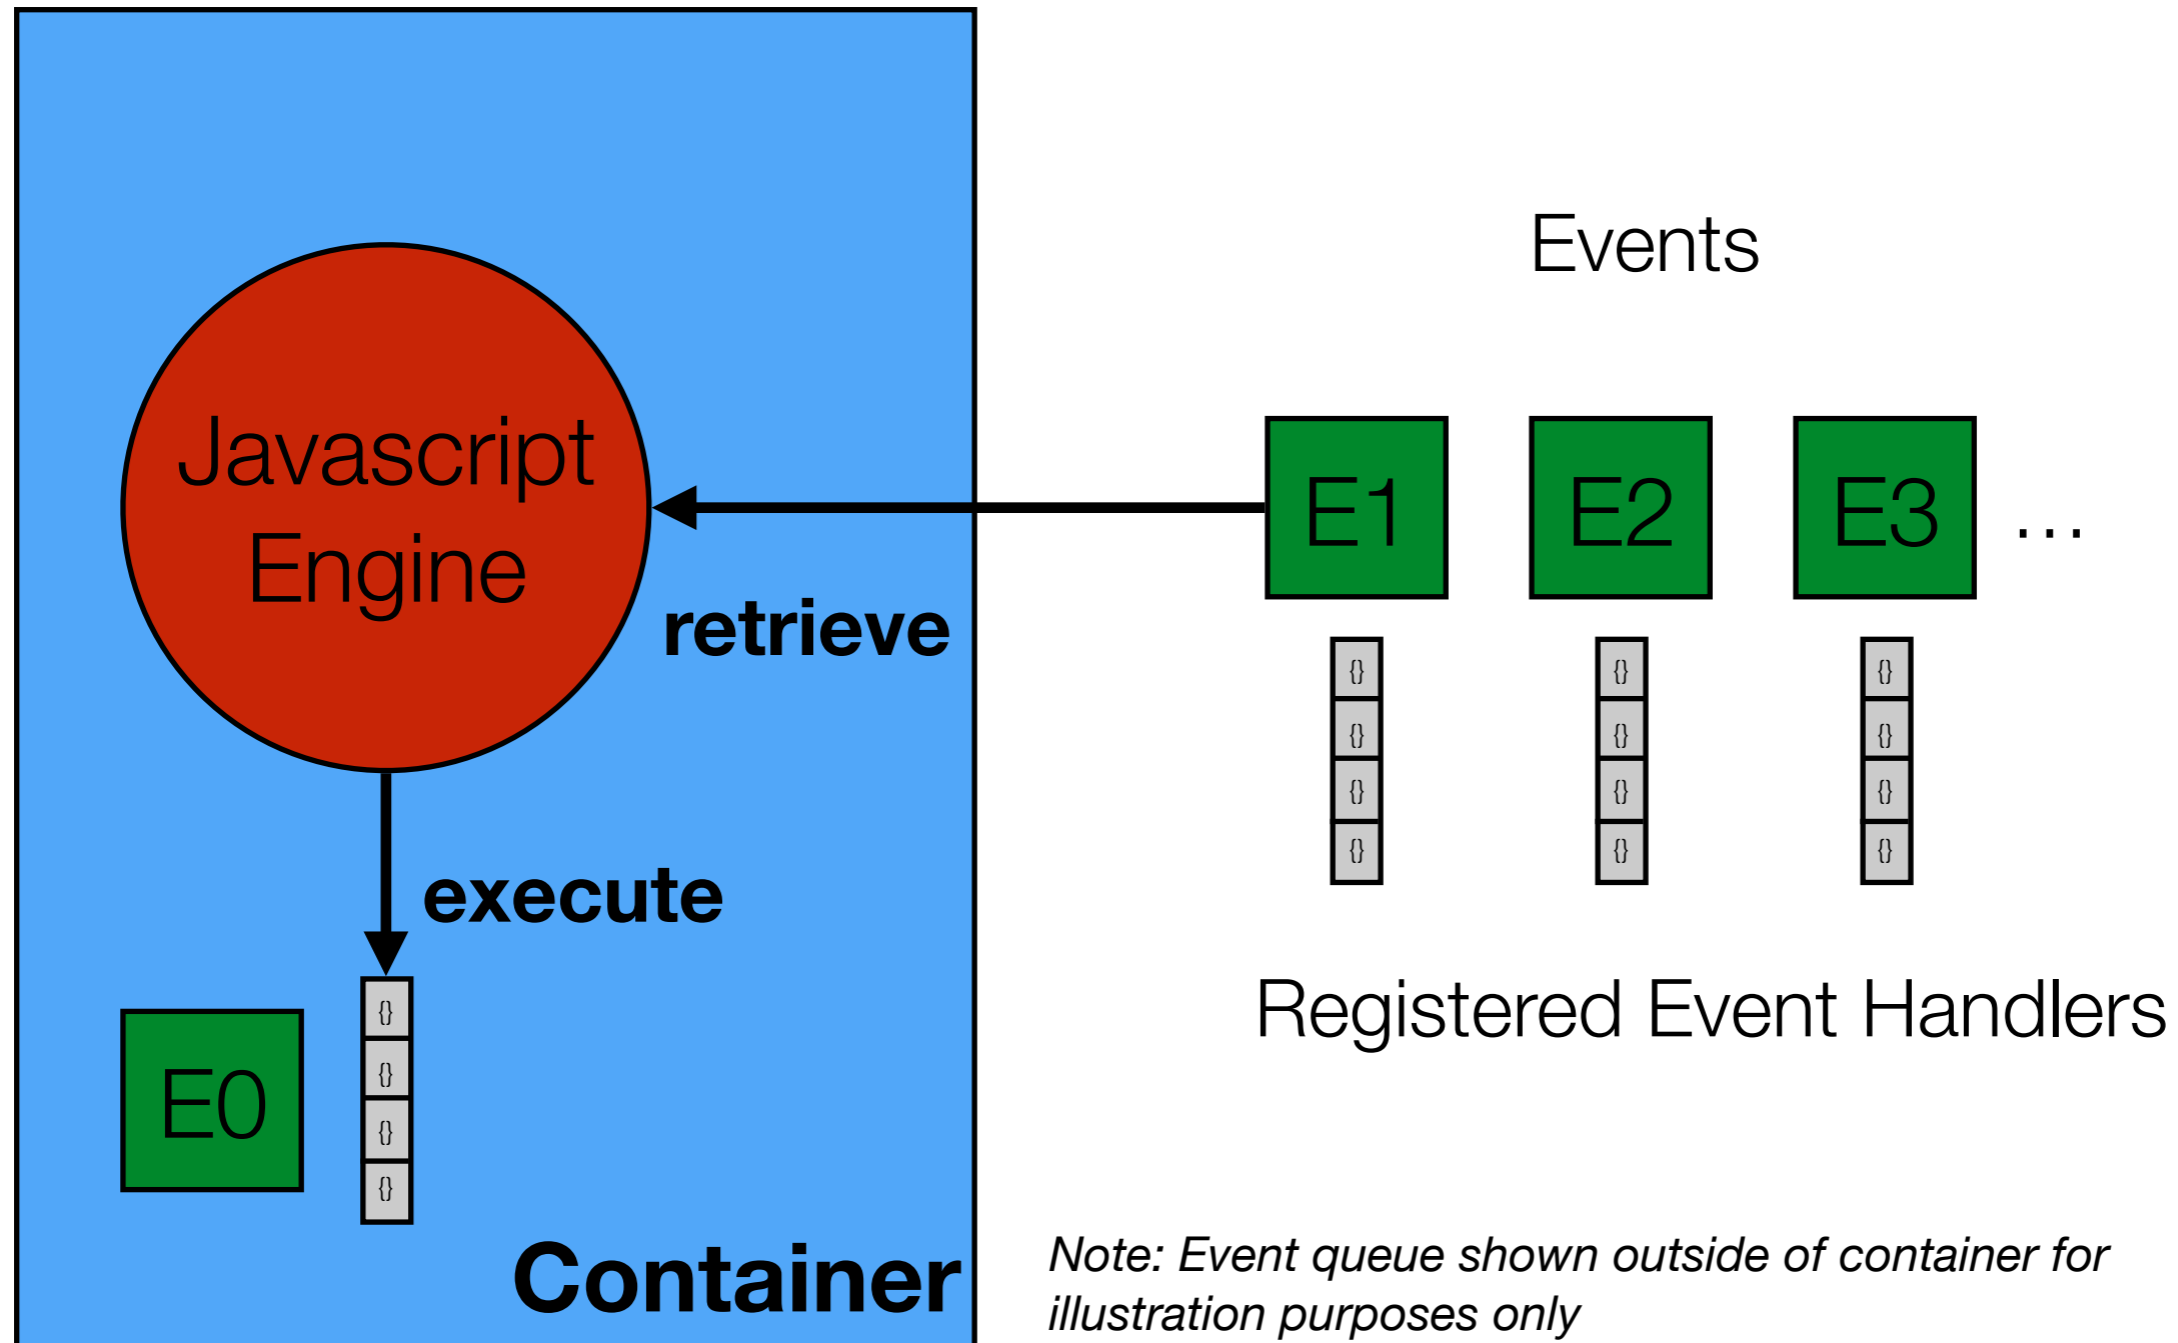 Events
Javascript
Engine
E1
E2
E3
...
retrieve
{}
{}
{}
{}
{}
{}
{}
{}
{}
{}
{}
{}
execute
Registered Event Handlers
E0
{}
{}
{}
{}
Container
Note: Event queue shown outside of container for
illustration purposes only